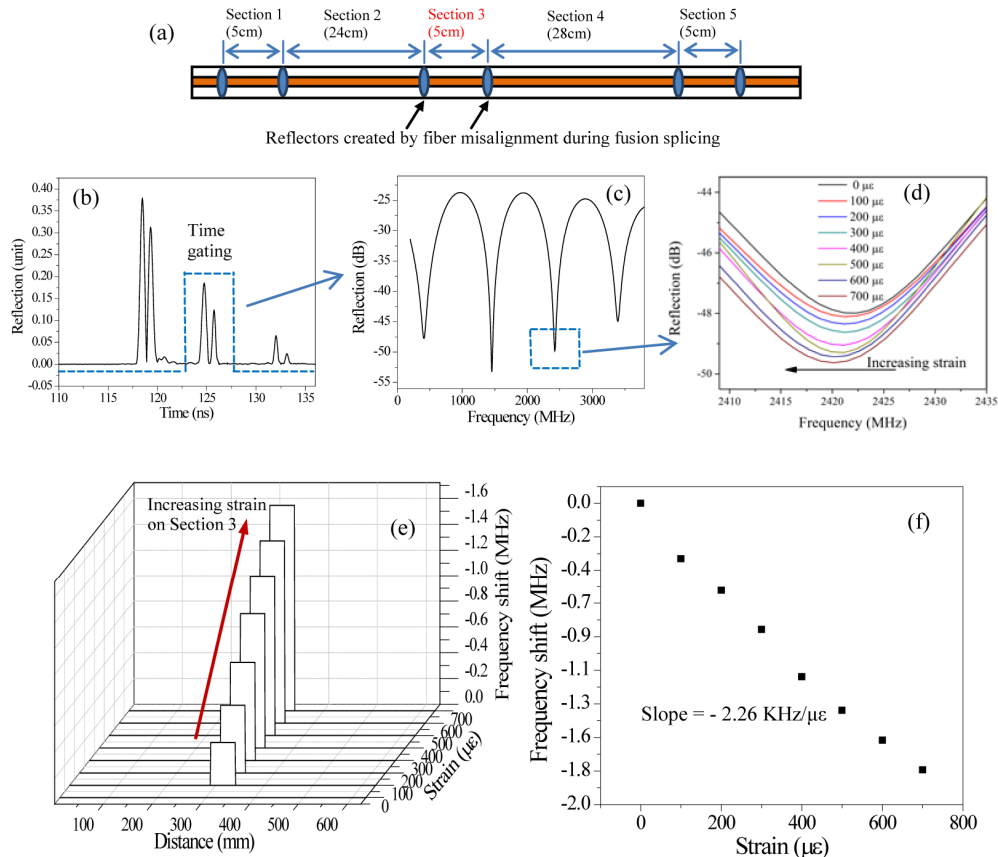 (a)
Section 1
(5cm)
Section 2
(24cm)
Section 3
(5cm)
Section 4
(28cm)
Section 5
(5cm)
Reflectors created by fiber misalignment during fusion splicing
(b)
Time
gating
Reflection (unit)
0.40
0.35
0.30
0.25
0.20
0.15
0.10
0.05
0.00
-0.05
110
115
120
125
130
135
Time (ns)
(c)
Reflection (dB)
-25
-30
-35
-40
-45
-50
-55
0
1000
2000
3000
Frequency (MHz)
(d)
0 µε
100 µε
200 µε
300 µε
400 µε
500 µε
600 µε
700 µε
Increasing strain
Reflection (dB)
-44
-46
-48
-50
2410
2415
2420
2425
2430
2435
Frequency (MHz)
(e)
Increasing strain
on Section 3
-1.6
-1.4
-1.2
-1.0
-0.8
-0.6
-0.4
-0.2
0.0
Frequency shift (MHz)
0
100
200
300
400
500
600
700
Strain (µε)
100
200
300
400
500
600
Distance (mm)
(f)
Frequency shift (MHz)
0.0
-0.2
-0.4
-0.7
-0.9
-1.1
-1.3
-1.6
-1.8
-2.0
Slope = - 2.26 KHz/µε
0
200
400
600
800
Strain (µε)